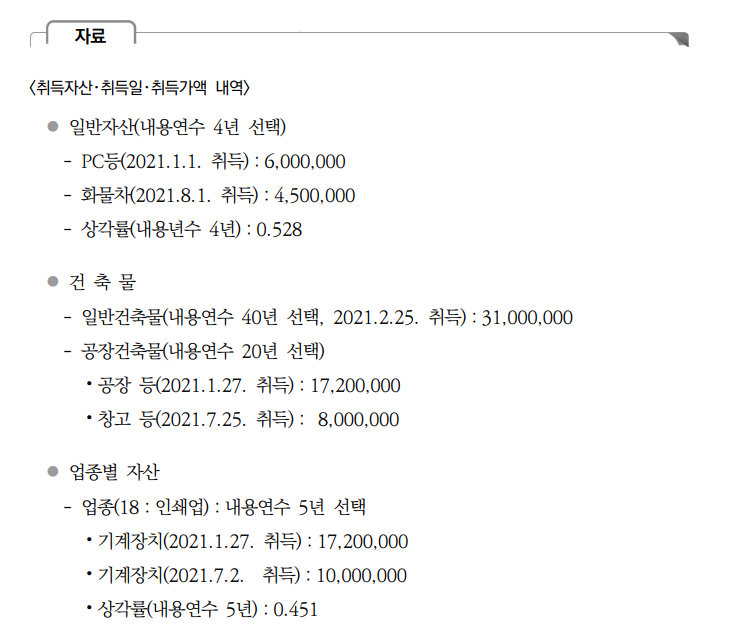 자료
〈취득자산·취득일·취득가액 내역〉
● 일반자산(내용연수 4년 선택)
- PC등(2021.1.1. 취득) : 6,000,000
- 화물차(2021.8.1. 취득) : 4,500,000
- 상각률(내용년수 4년) : 0.528
● 건 축 물
- 일반건축물(내용연수 40년 선택, 2021.2.25. 취득) : 31,000,000
- 공장건축물(내용연수 20년 선택)
• 공장 등(2021.1.27. 취득) : 17,200,000
• 창고 등(2021.7.25. 취득) : 8,000,000
● 업종별 자산
- 업종(18 : 인쇄업) : 내용연수 5년 선택
• 기계장치(2021.1.27. 취득) : 17,200,000
• 기계장치(2021.7.2. 취득) : 10,000,000
• 상각률(내용연수 5년) : 0.451